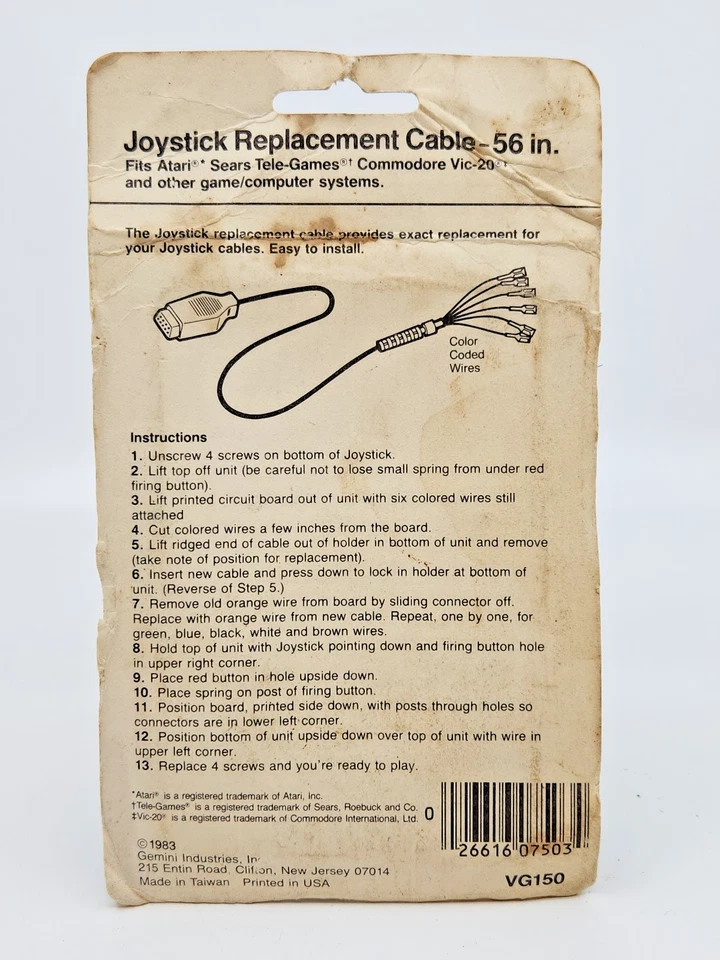 Joystick Replacement Cable-56 in.
Fits Atari®* Sears Tele-Games®† Commodore Vic-20®‡
and other game/computer systems.
The Joystick replacement cable provides exact replacement for
your Joystick cables. Easy to install.
Color
Coded
Wires
Instructions
1. Unscrew 4 screws on bottom of Joystick.
2. Lift top off unit (be careful not to lose small spring from under red
firing button).
3. Lift printed circuit board out of unit with six colored wires still
attached
4. Cut colored wires a few inches from the board.
5. Lift ridged end of cable out of holder in bottom of unit and remove
(take note of position for replacement).
6. Insert new cable and press down to lock in holder at bottom of
unit. (Reverse of Step 5.)
7. Remove old orange wire from board by sliding connector off.
Replace with orange wire from new cable. Repeat, one by one, for
green, blue, black, white and brown wires.
8. Hold top of unit with Joystick pointing down and firing button hole
in upper right corner.
9. Place red button in hole upside down.
10. Place spring on post of firing button.
11. Position board, printed side down, with posts through holes so
connectors are in lower left corner.
12. Position bottom of unit upside down over top of unit with wire in
upper left corner.
13. Replace 4 screws and you're ready to play.
*Atari® is a registered trademark of Atari, Inc.
†Tele-Games® is a registered trademark of Sears, Roebuck and Co.
‡Vic-20® is a registered trademark of Commodore International, Ltd.
0 26616 07503
©1983
Gemini Industries, In
215 Entin Road, Clifton, New Jersey 07014
Made in Taiwan Printed in USA
VG150